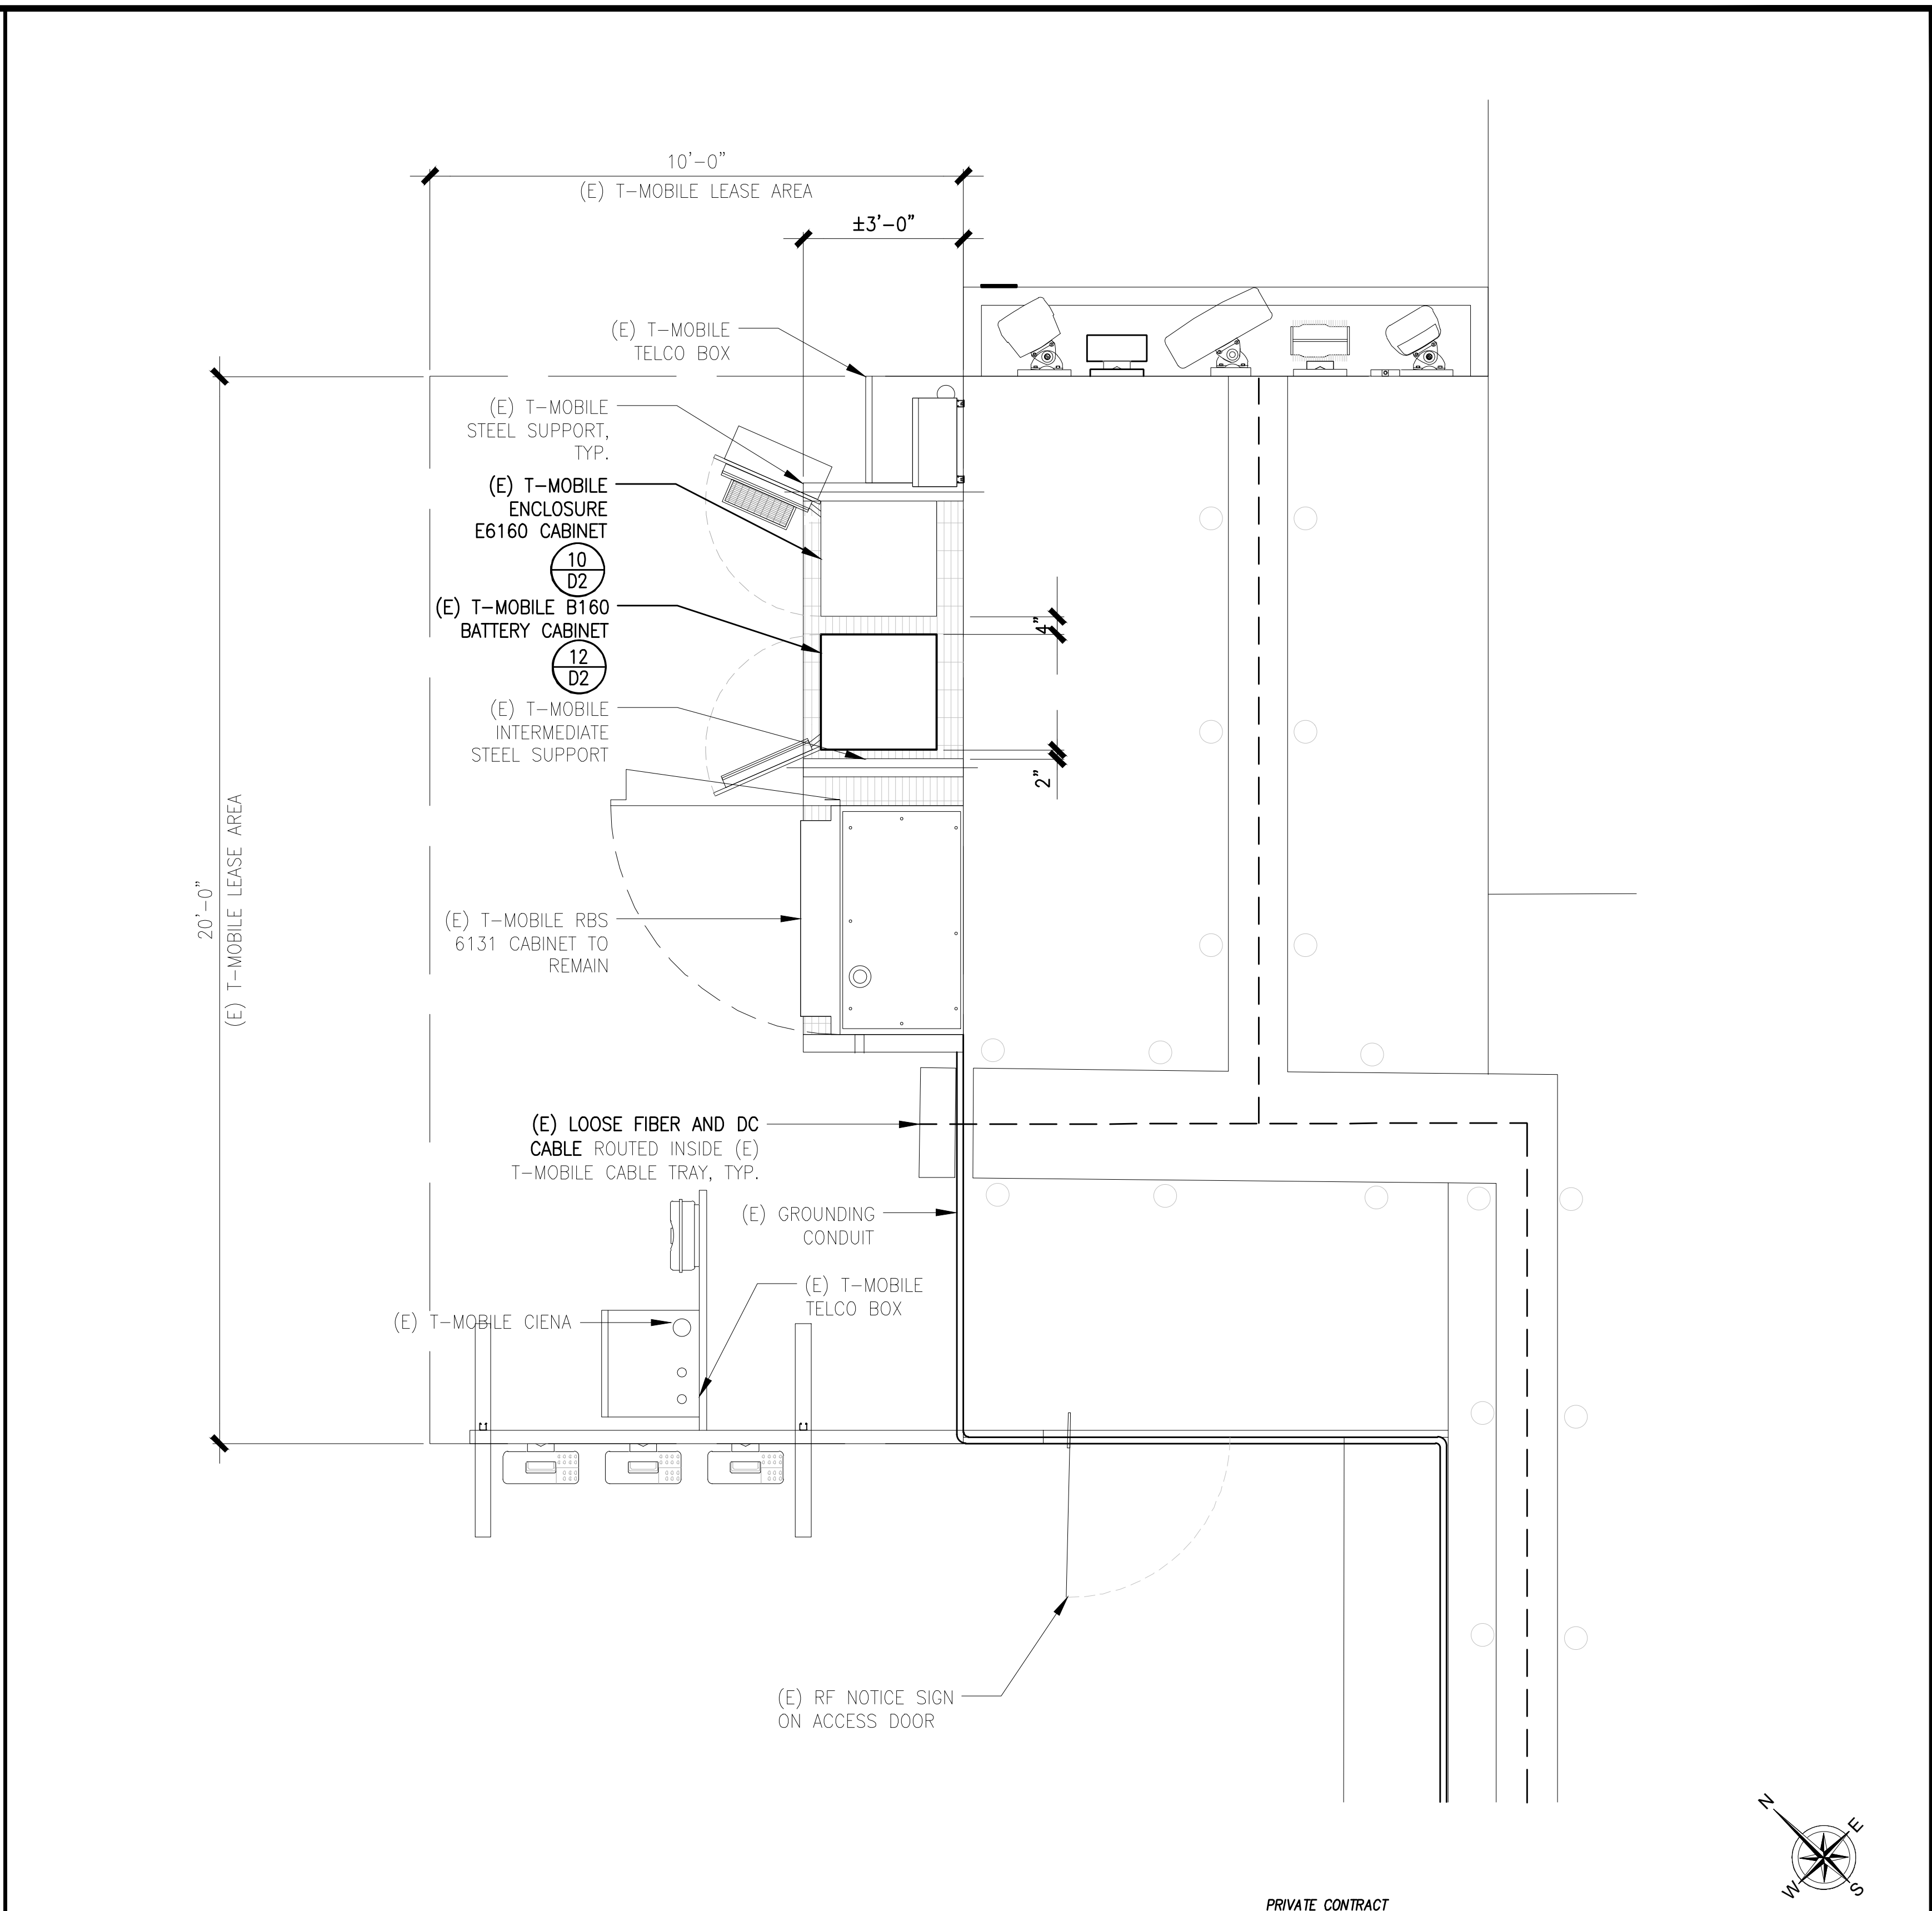 10'-0"
(E) T-MOBILE LEASE AREA
±3'-0"
(E) T-MOBILE
TELCO BOX
(E) T-MOBILE
STEEL SUPPORT,
TYP.
(E) T-MOBILE
ENCLOSURE
E6160 CABINET
10
D2
(E) T-MOBILE B160
BATTERY CABINET
12
D2
(E) T-MOBILE
INTERMEDIATE
STEEL SUPPORT
4"
2"
20'-0"
(E) T-MOBILE LEASE AREA
(E) T-MOBILE RBS
6131 CABINET TO
REMAIN
(E) LOOSE FIBER AND DC
CABLE ROUTED INSIDE (E)
T-MOBILE CABLE TRAY, TYP.
(E) GROUNDING
CONDUIT
(E) T-MOBILE
TELCO BOX
(E) T-MOBILE CIENA
(E) RF NOTICE SIGN
ON ACCESS DOOR
N
E
W
S
PRIVATE CONTRACT